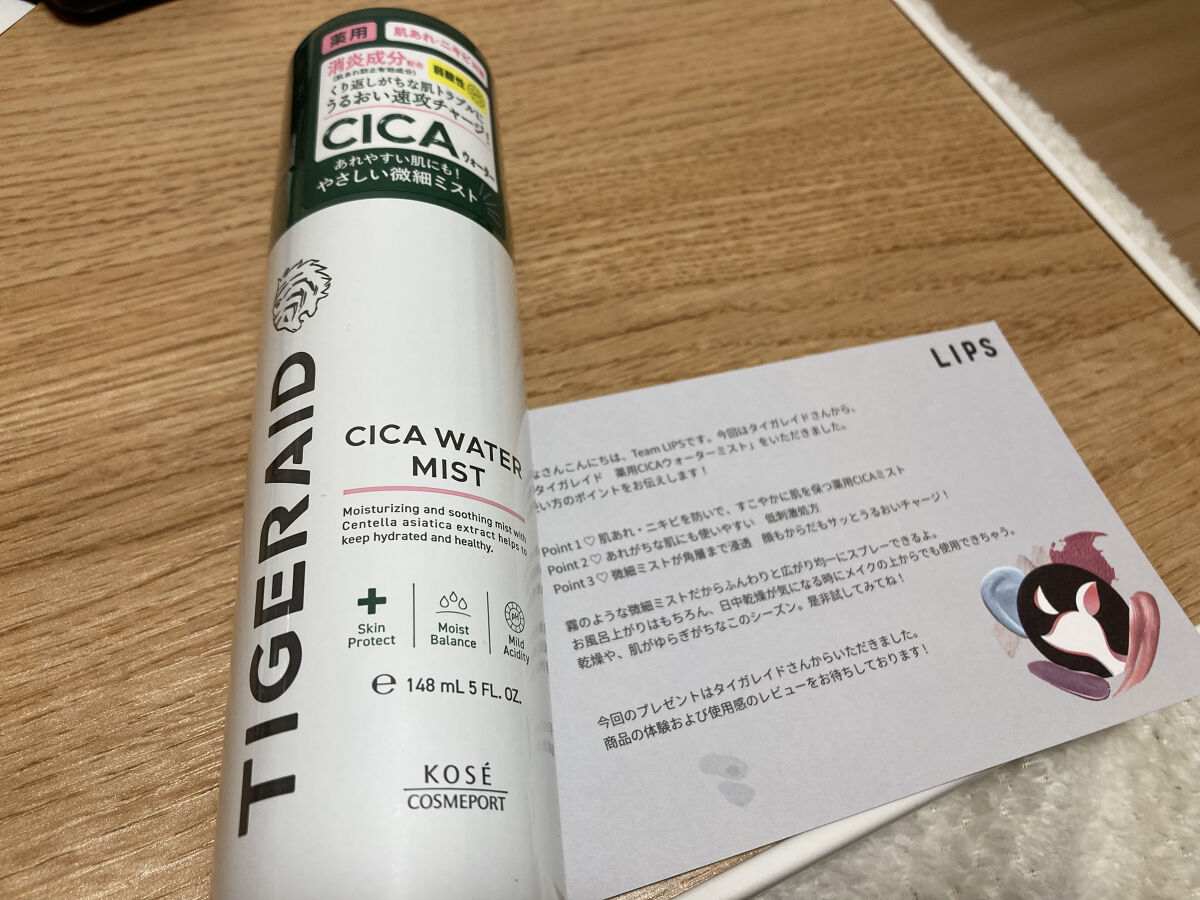 薬用
肌あれ・ニキビ
消炎成分配合
(肌あれ防止有効成分)
弱酸性
くり返しがちな肌トラブルに
うるおい速攻チャージ!
CICA
ウォーター
あれやすい肌にも!
やさしい微細ミスト
TIGERAID
CICA WATER
MIST
Moisturizing and soothing mist with
Centella asiatica extract helps to
keep hydrated and healthy.
Skin
Protect
Moist
Balance
pH
Mild
Acidity
e 148 mL 5 FL. OZ.
KOSÉ
COSMEPORT
LIPS
なさんこんにちは、Team LIPSです。今回はタイガレイドさんから、
タイガレイド 薬用CICAウォーターミスト」をいただきました。
い方のポイントをお伝えします!
Point 1♡ 肌あれ・ニキビを防いで、すこやかに肌を保つ薬用CICAミスト
Point 2♡ あれがちな肌にも使いやすい 低刺激処方
Point 3♡ 微細ミストが角層まで浸透 顔もからだもサッとうるおいチャージ!
霧のような微細ミストだからふんわりと広がり均一にスプレーできるよ。
お風呂上がりはもちろん、日中乾燥が気になる時にメイクの上からでも使用できちゃう。
乾燥や、肌がゆらぎがちなこのシーズン。是非試してみてね!
今回のプレゼントはタイガレイドさんからいただきました。
商品の体験および使用感のレビューをお待ちしております!